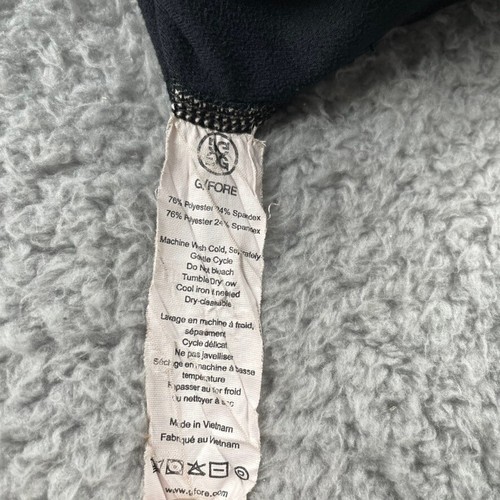 G/FORE
76% Polyester 24% Spandex
76% Polyester 24% Spandex
Machine Wash Cold, Separately
Gentle Cycle
Do Not bleach
Tumble Dry Low
Cool iron if needed
Dry-cleanable
Lavage en machine à froid,
séparément
Cycle délicat
Ne pas javelliser
Séchage en machine à basse
température
Repasser au fer froid
Ou nettoyer à sec
Made in Vietnam
Fabriqué au Vietnam
www.gfore.com